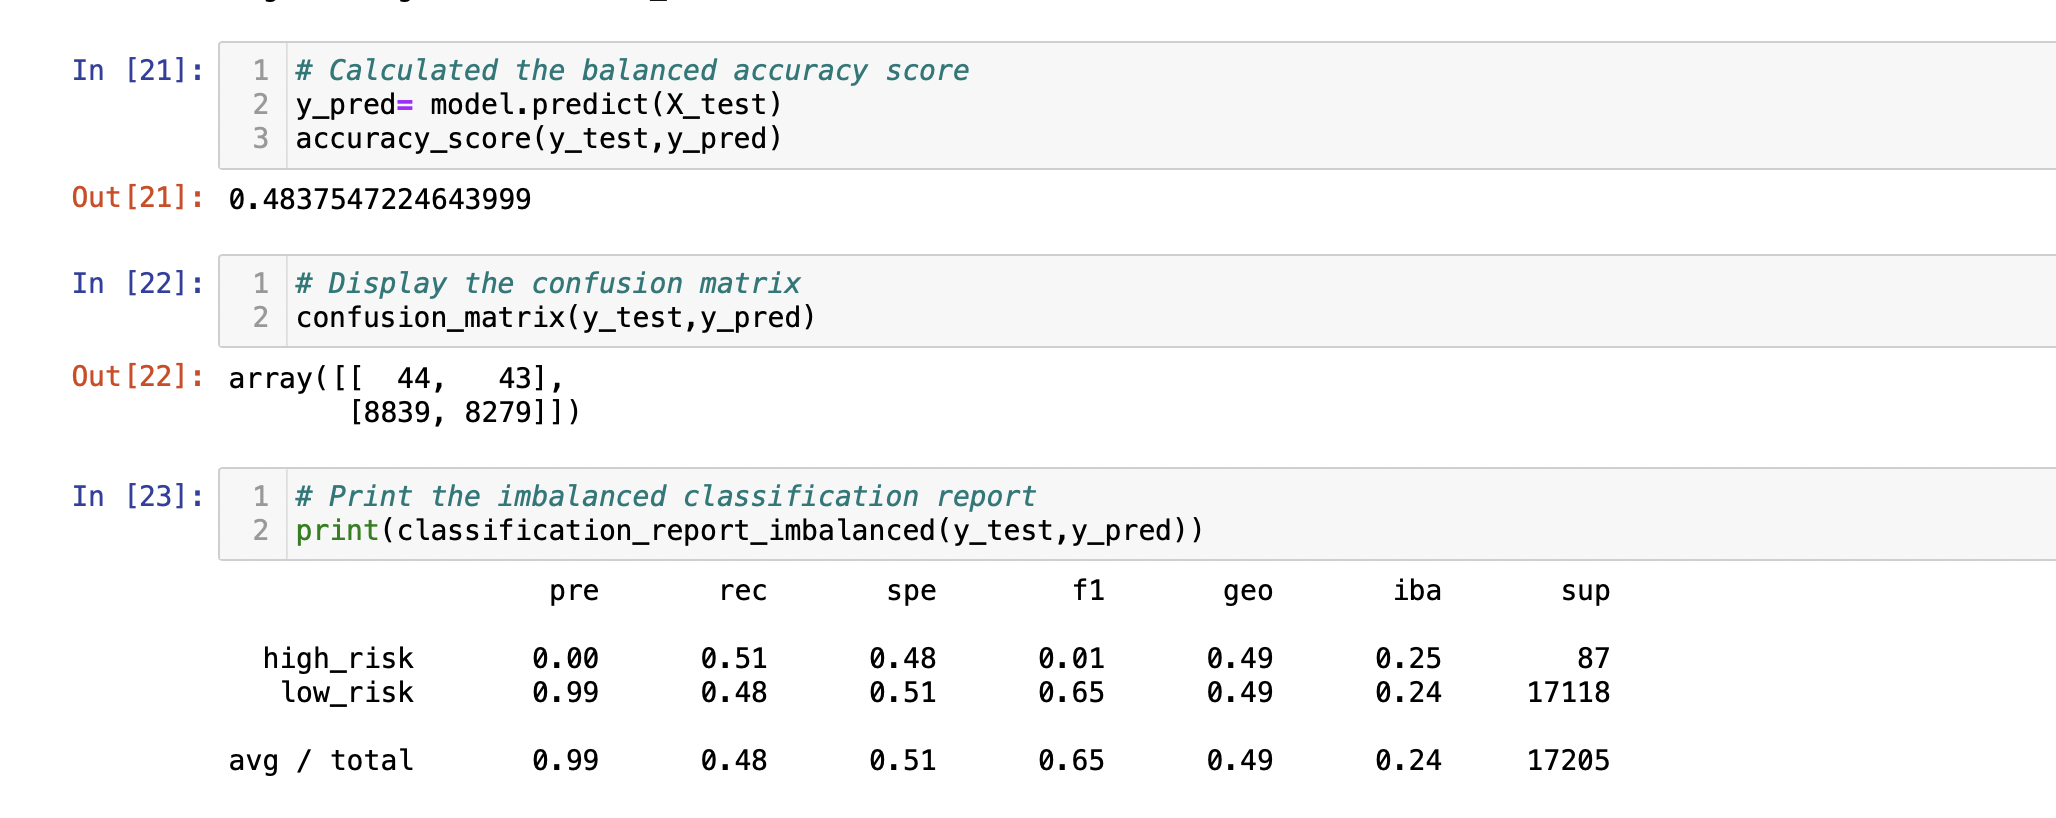 In [21]:
1 # Calculated the balanced accuracy score
2 y_pred= model.predict(X_test)
3 accuracy_score(y_test,y_pred)
Out[21]: 0.4837547224643999
In [22]:
1 # Display the confusion matrix
2 confusion_matrix(y_test,y_pred)
Out[22]: array([[  44,   43],
       [8839, 8279]])
In [23]:
1 # Print the imbalanced classification report
2 print(classification_report_imbalanced(y_test,y_pred))
pre rec spe f1 geo iba sup
high_risk 0.00 0.51 0.48 0.01 0.49 0.25 87
low_risk 0.99 0.48 0.51 0.65 0.49 0.24 17118
avg / total 0.99 0.48 0.51 0.65 0.49 0.24 17205